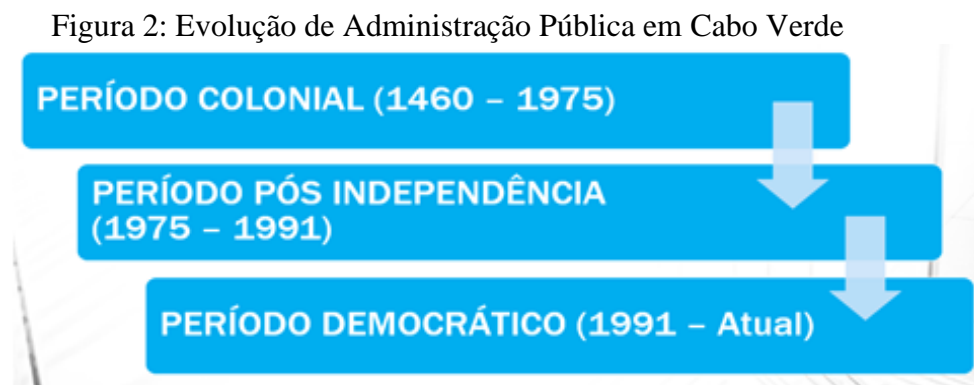 Figura 2: Evolução de Administração Pública em Cabo Verde
PERÍODO COLONIAL (1460 – 1975)
PERÍODO PÓS INDEPENDÊNCIA
(1975 – 1991)
PERÍODO DEMOCRÁTICO (1991 – Atual)